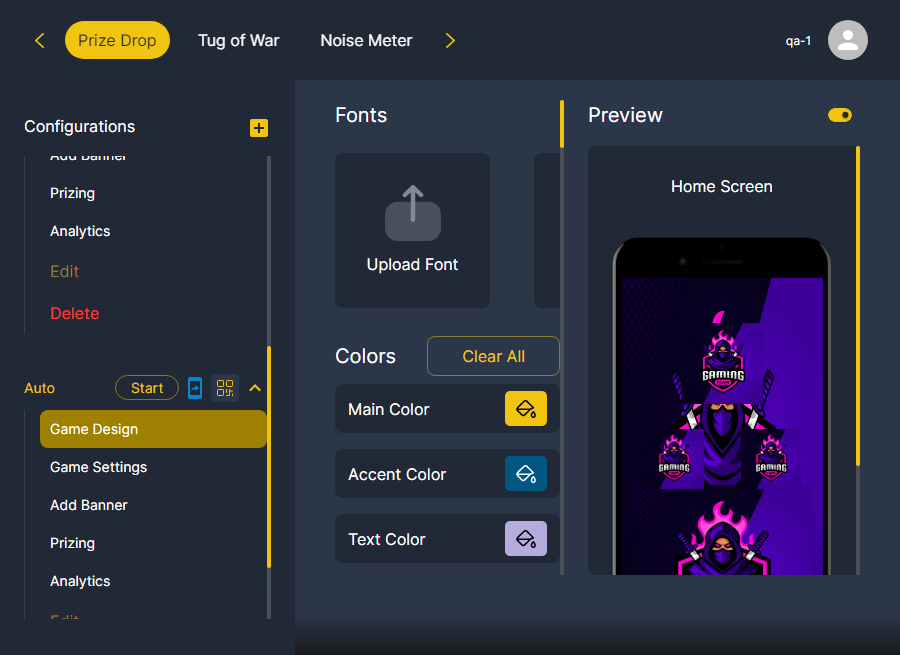 Prize Drop
Tug of War
Noise Meter
qa-1
Configurations
Add Banner
Prizing
Analytics
Edit
Delete
Auto
Start
Game Design
Game Settings
Add Banner
Prizing
Analytics
Edit
Fonts
Upload Font
Colors
Clear All
Main Color
Accent Color
Text Color
Preview
Home Screen
GAMING
GAMING
GAMING